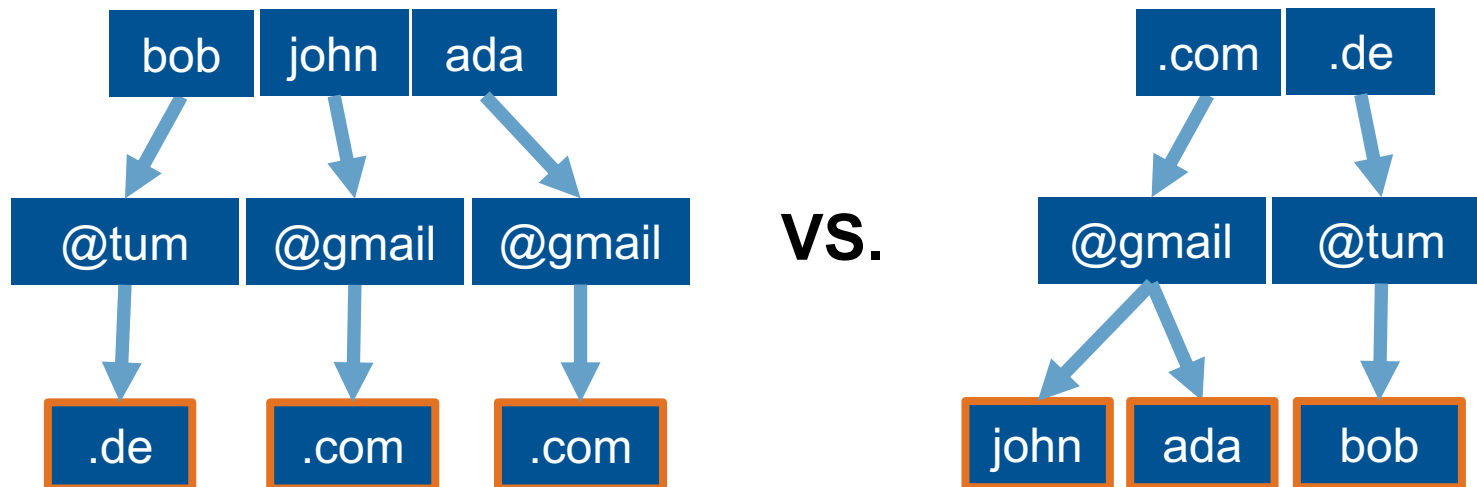 bob john ada
@tum @gmail @gmail
.de .com .com
VS.
.com .de
@gmail @tum
john ada bob